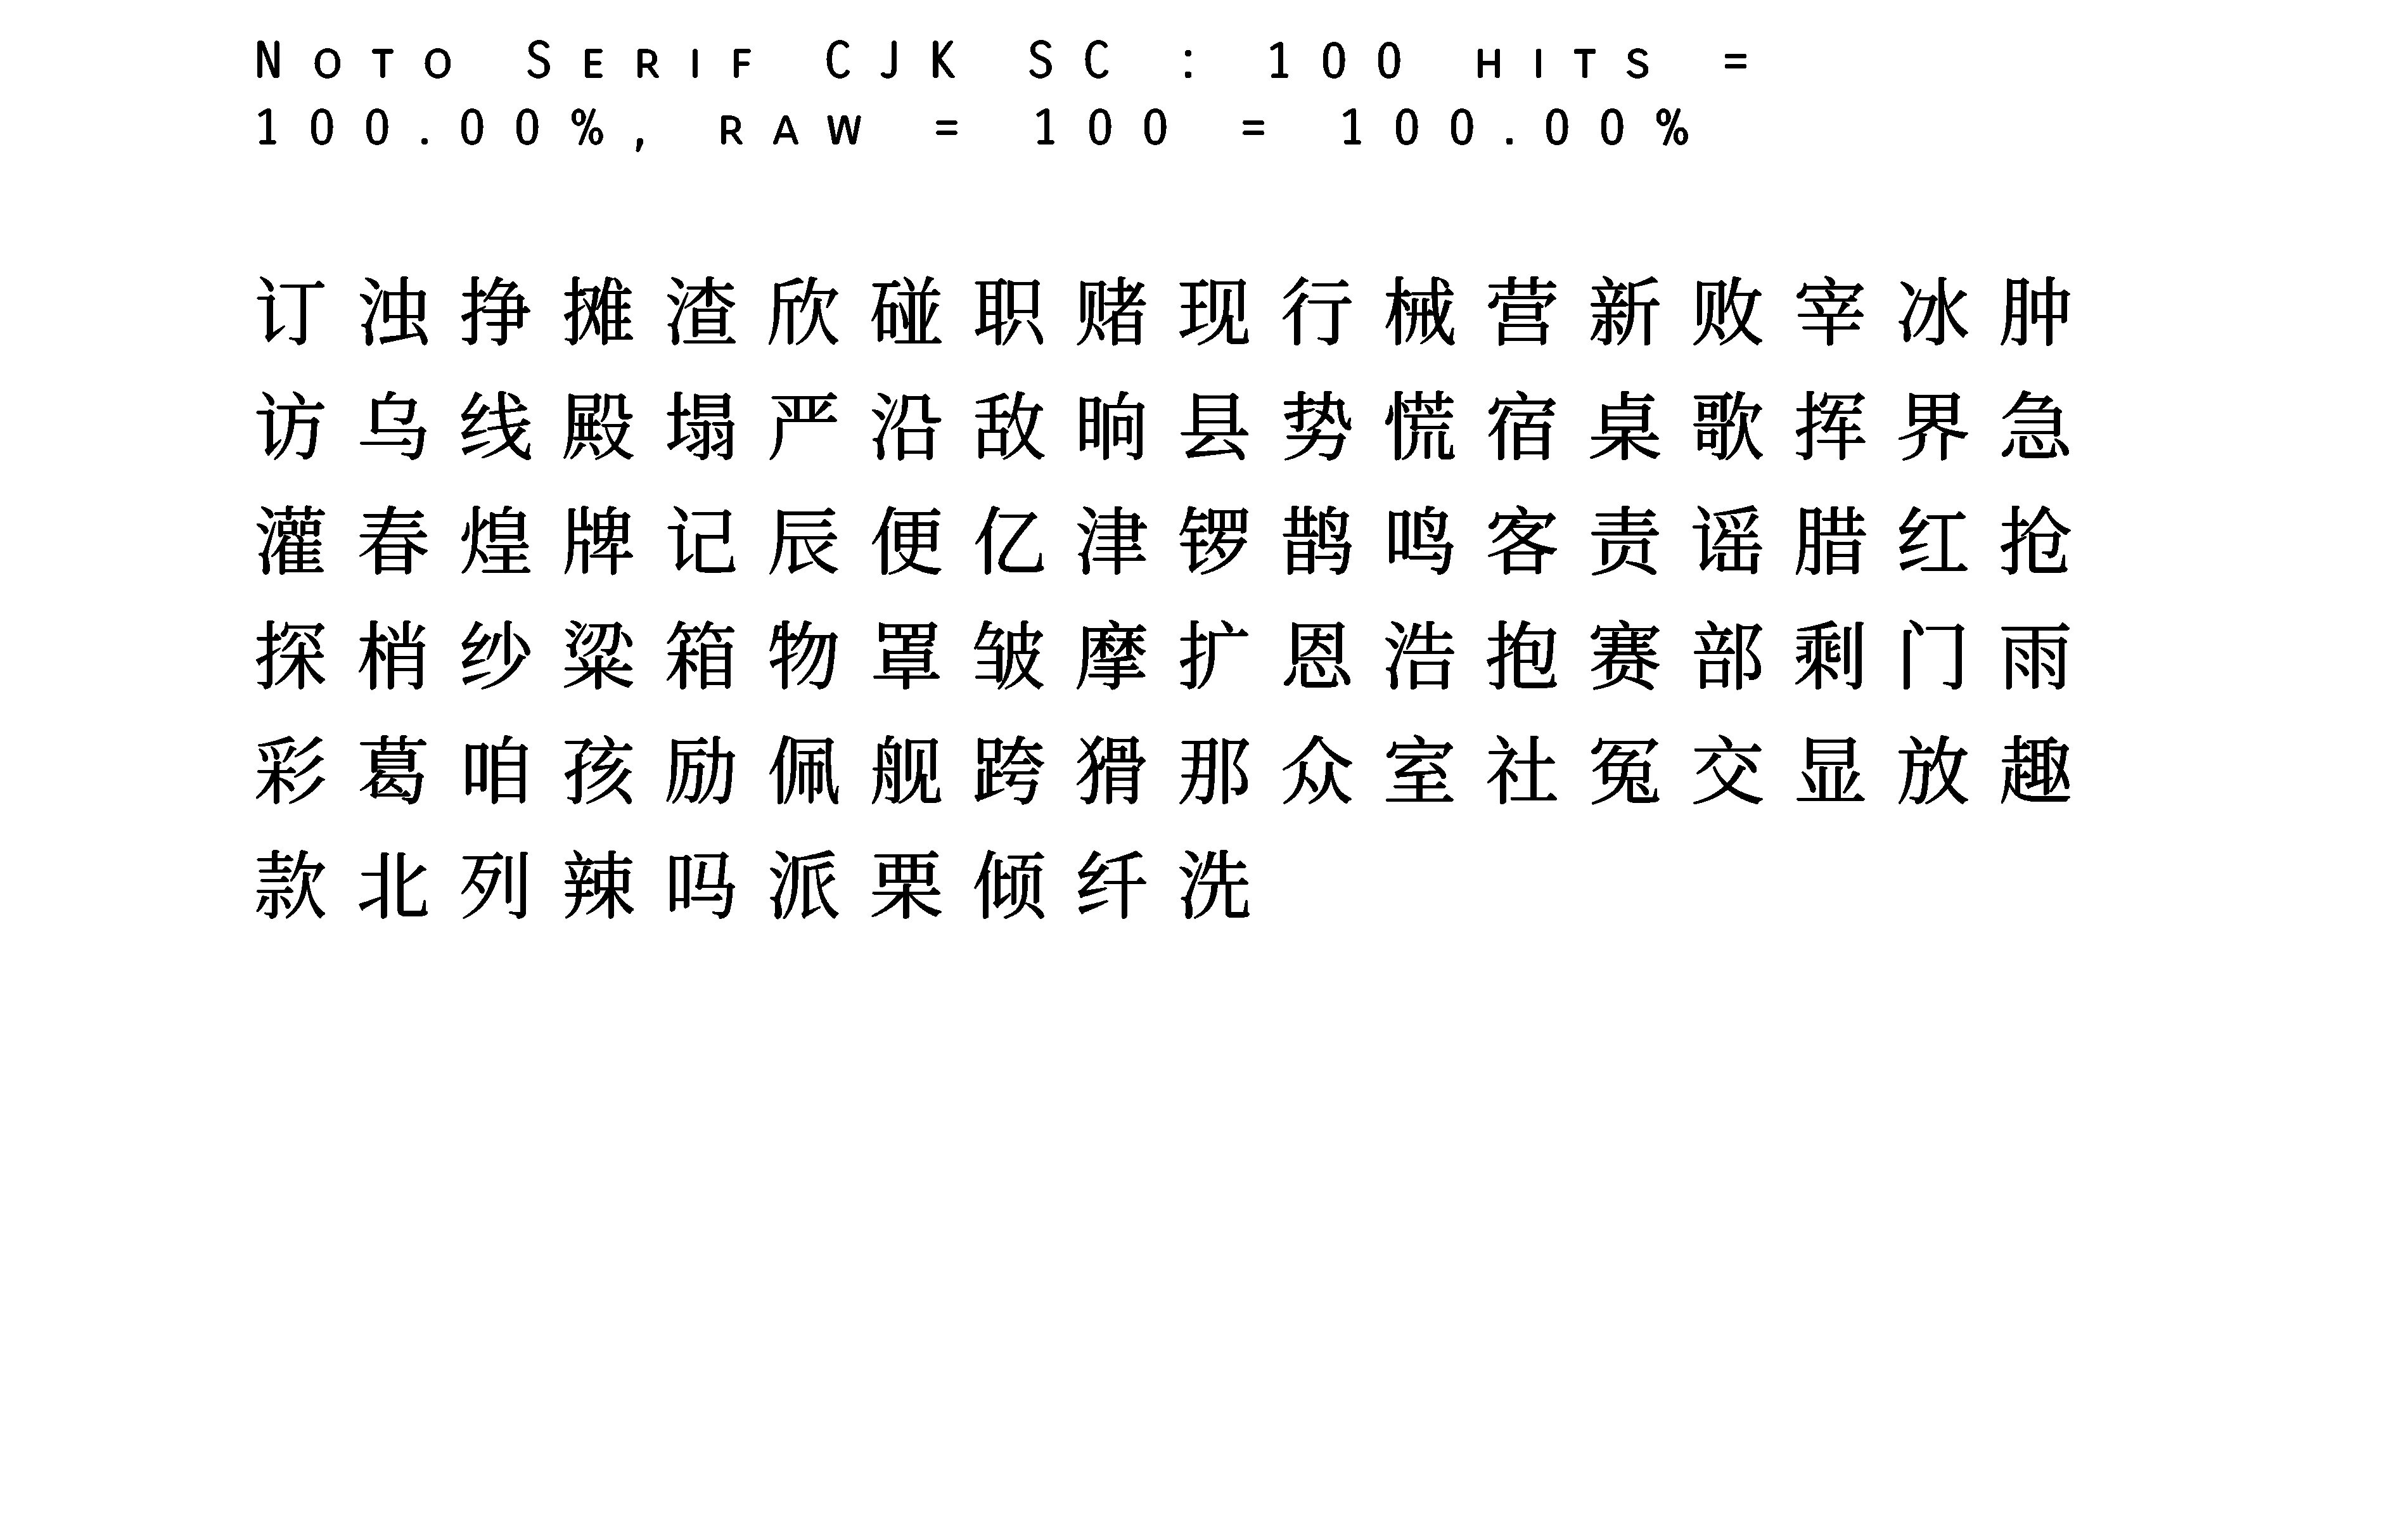 Noto Serif CJK SC : 100 hits =
100.00%, raw = 100 = 100.00%
订浊挣摊渣欣碰职赌现行械营新败宰冰肿
访乌线殿塌严沿敌晌县势慌宿桌歌挥界急
灌春煌牌记辰便亿津锣鹊鸣客责谣腊红抢
探梢纱梁箱物罩皱摩扩恩浩抱赛部剩门雨
彩葛咱孩励佩舰跨猾那众室社冤交显放趣
款北列辣吗派栗倾纤洗